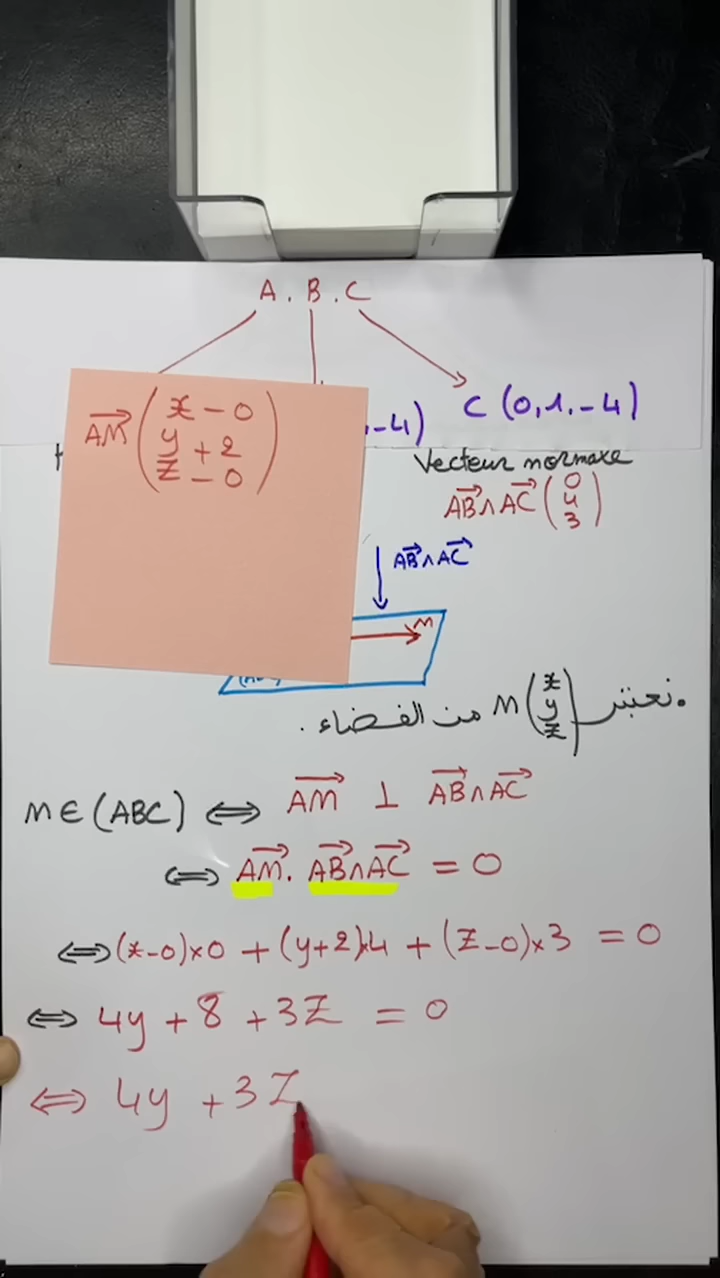 A . B . C
C (0, 1, -4)
, -4)
AM (x - 0
y + 2
z - 0)
Vecteur normale
AB∧AC (0
4
3)
AB∧AC
M
نعتبر M (x
y
z) من الفضاء.
M ∈ (ABC) ⇔ AM ⊥ AB∧AC
⇔ AM . AB∧AC = 0
⇔ (x-0)×0 + (y+2)×4 + (z-0)×3 = 0
⇔ 4y + 8 + 3z = 0
⇔ 4y + 3z